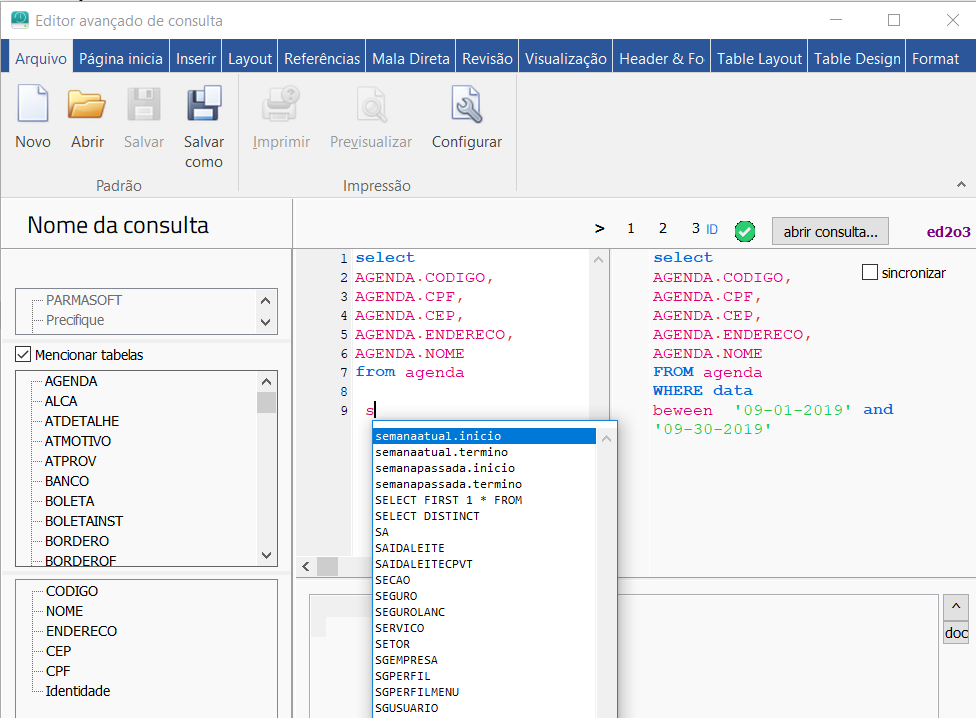 Editor avançado de consulta
Arquivo Página inicia Inserir Layout Referências Mala Direta Revisão Visualização Header & Fo Table Layout Table Design Format
Novo Abrir Salvar Salvar como Imprimir Previsualizar Configurar
Padrão Impressão
Nome da consulta
> 1 2 3 ID abrir consulta... ed2o3
PARMASOFT
Precifique
Mencionar tabelas
AGENDA
ALCA
ATDETALHE
ATMOTIVO
ATPROV
BANCO
BOLETA
BOLETAINST
BORDERO
BORDEROF
CODIGO
NOME
ENDERECO
CEP
CPF
Identidade
1 select
2 AGENDA.CODIGO,
3 AGENDA.CPF,
4 AGENDA.CEP,
5 AGENDA.ENDERECO,
6 AGENDA.NOME
7 from agenda
8
9 s
semanaatual.inicio
semanaatual.termino
semanapassada.inicio
semanapassada.termino
SELECT FIRST 1 * FROM
SELECT DISTINCT
SA
SAIDALEITE
SAIDALEITECPVT
SECAO
SEGURO
SEGUROLANC
SERVICO
SETOR
SGEMPRESA
SGPERFIL
SGPERFILMENU
SGUSUARIO
select
AGENDA.CODIGO,
AGENDA.CPF,
AGENDA.CEP,
AGENDA.ENDERECO,
AGENDA.NOME
FROM agenda
WHERE data
beween '09-01-2019' and
'09-30-2019'
sincronizar
doc